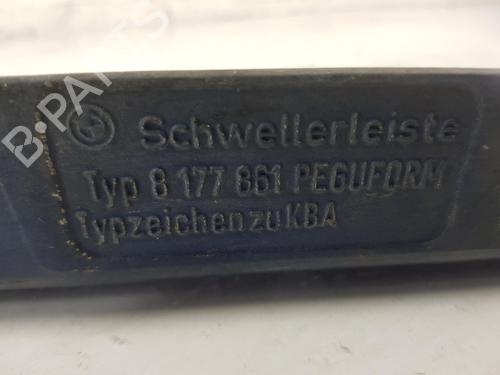 Schwellerleiste
Typ 8 177 861 PEGUFORM
Typzeichen zu KBA
B-PARTS